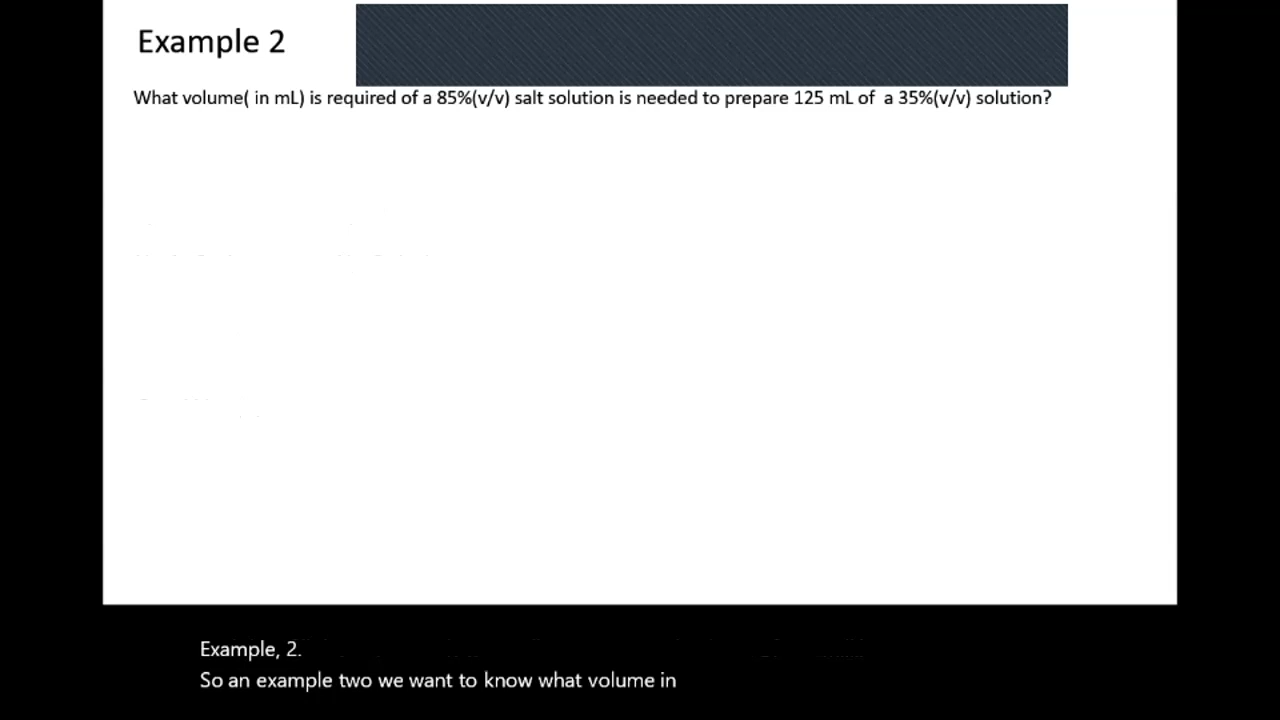 Example 2
What volume( in mL) is required of a 85%(v/v) salt solution is needed to prepare 125 mL of a 35%(v/v) solution?
Example, 2.
So an example two we want to know what volume in